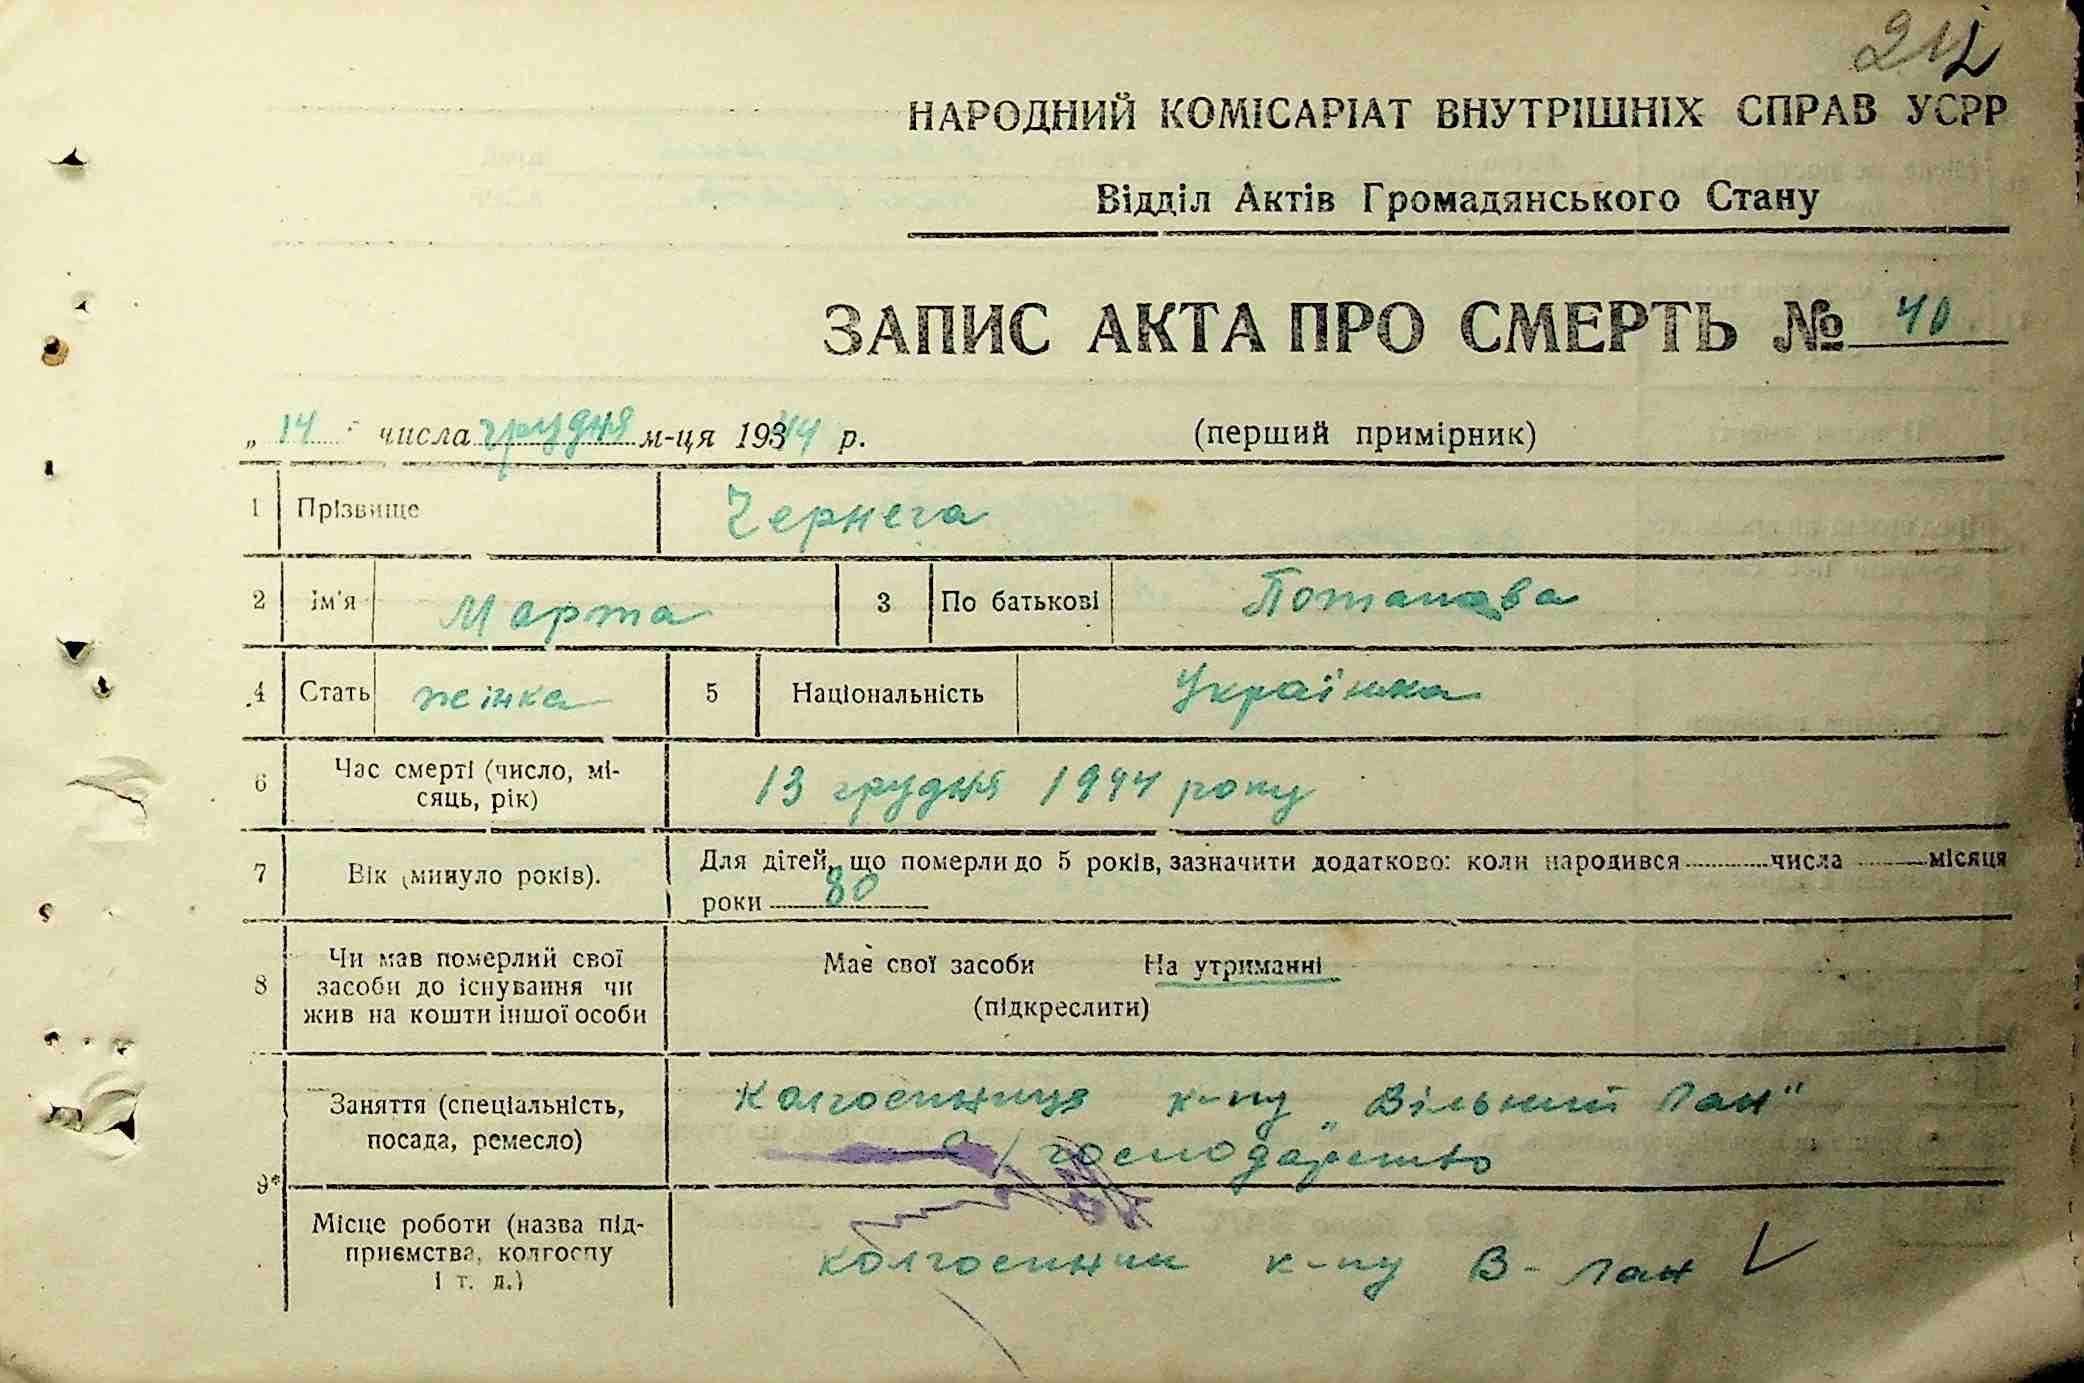 212
НАРОДНИЙ КОМІСАРІАТ ВНУТРІШНІХ СПРАВ УСРР
Відділ Актів Громадянського Стану
ЗАПИС АКТА ПРО СМЕРТЬ № 40
„ 14 " числа грудня м-ця 1944 р. (перший примірник)
1 Прізвище Чернега
2 Ім'я Марта 3 По батькові Потапова
4 Стать жінка 5 Національність Українка
6 Час смерті (число, мі-
сяць, рік) 13 грудня 1944 року
7 Вік (минуло років). Для дітей, що померли до 5 років, зазначити додатково: коли народився числа місяця
роки 80
8 Чи мав померлий свої
засоби до існування чи
жив на кошти іншої особи
Має свої засоби На утриманні
(підкреслити)
9* Заняття (спеціальність,
посада, ремесло)
Колгоспниця к-пу „Вільний Лан"
С/господарство
Місце роботи (назва під-
приємства, колгоспу
і т. д.)
колгоспник к-пу В-Лан